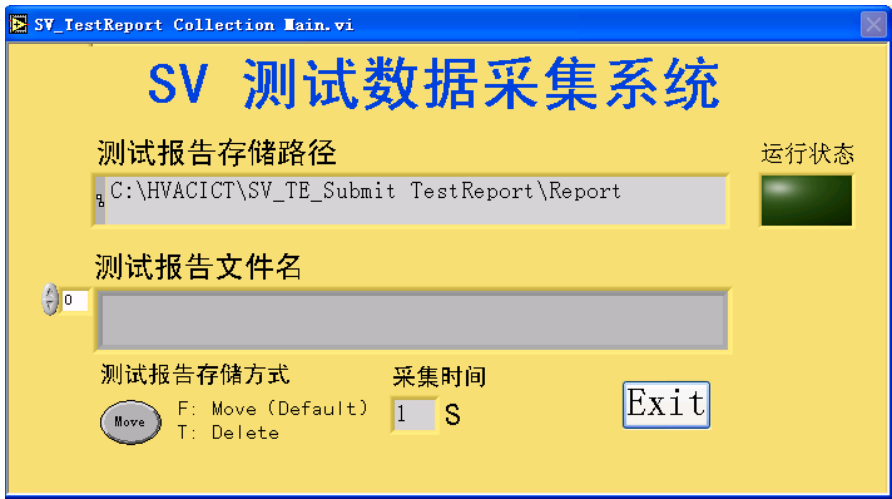 SV_TestReport Collection Main.vi
SV 测试数据采集系统
测试报告存储路径
运行状态
C:\HVACICT\SV_TE_Submit TestReport\Report
测试报告文件名
0
测试报告存储方式
采集时间
Move
F: Move (Default)
T: Delete
1 S
Exit